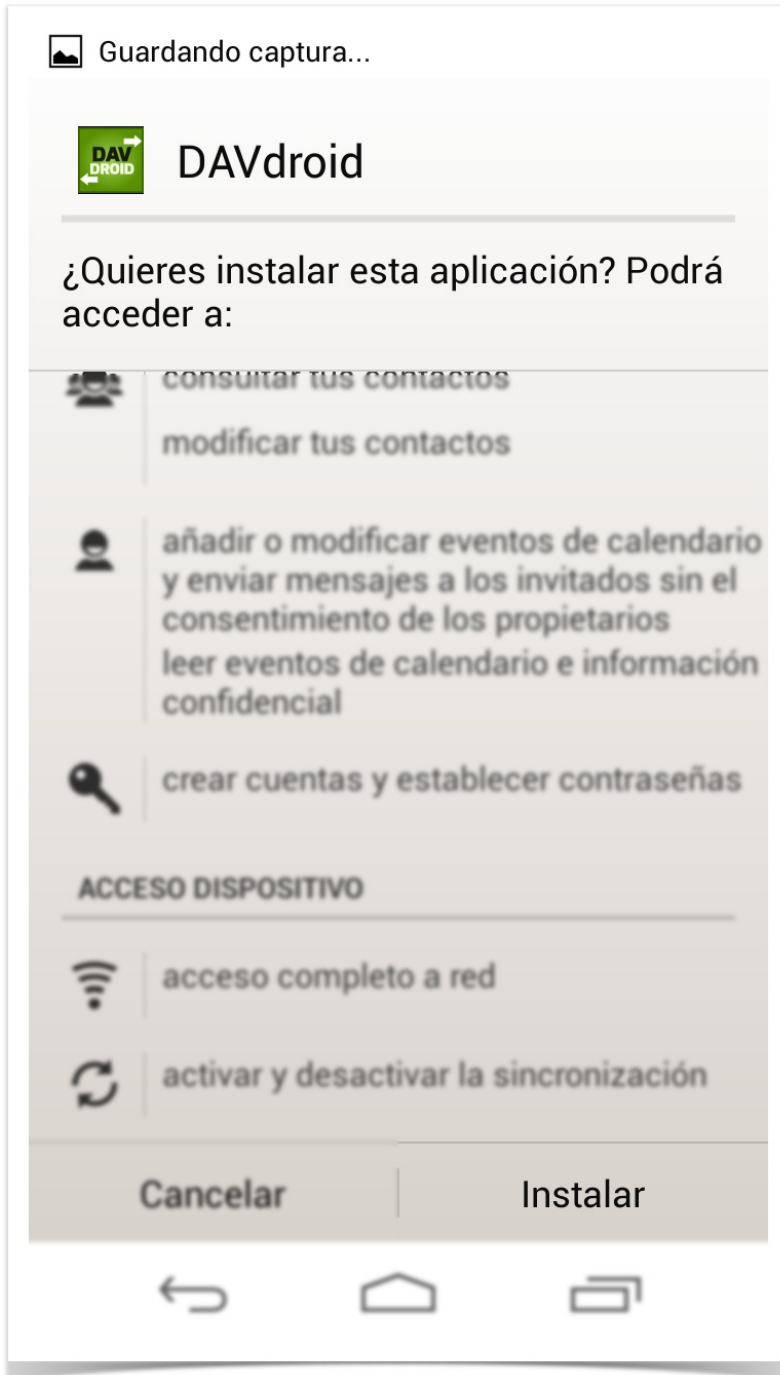 Guardando captura...
DAV
DROID
DAVdroid
¿Quieres instalar esta aplicación? Podrá
acceder a:
consultar tus contactos
modificar tus contactos
añadir o modificar eventos de calendario
y enviar mensajes a los invitados sin el
consentimiento de los propietarios
leer eventos de calendario e información
confidencial
crear cuentas y establecer contraseñas
ACCESO DISPOSITIVO
acceso completo a red
activar y desactivar la sincronización
Cancelar
Instalar